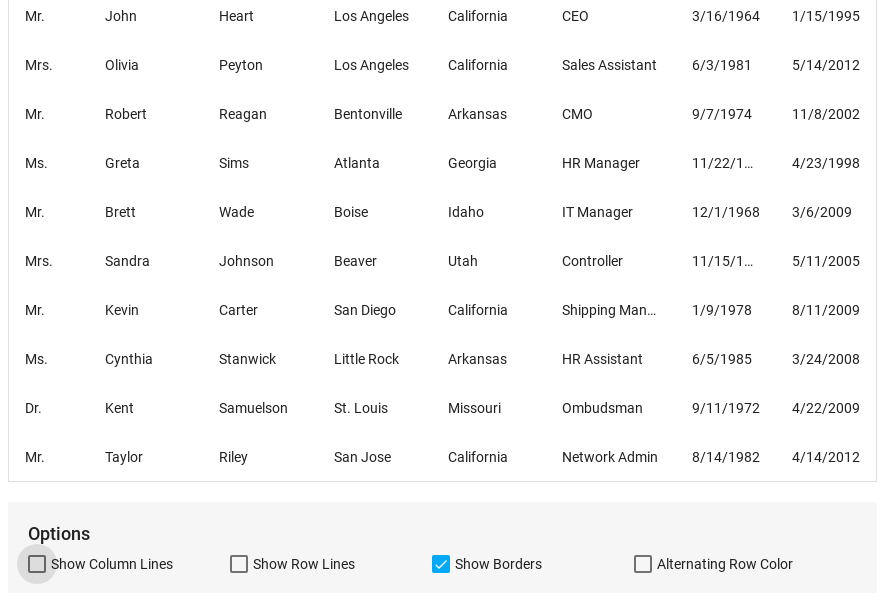 Mr. John Heart Los Angeles California CEO 3/16/1964 1/15/1995
Mrs. Olivia Peyton Los Angeles California Sales Assistant 6/3/1981 5/14/2012
Mr. Robert Reagan Bentonville Arkansas CMO 9/7/1974 11/8/2002
Ms. Greta Sims Atlanta Georgia HR Manager 11/22/1... 4/23/1998
Mr. Brett Wade Boise Idaho IT Manager 12/1/1968 3/6/2009
Mrs. Sandra Johnson Beaver Utah Controller 11/15/1... 5/11/2005
Mr. Kevin Carter San Diego California Shipping Man... 1/9/1978 8/11/2009
Ms. Cynthia Stanwick Little Rock Arkansas HR Assistant 6/5/1985 3/24/2008
Dr. Kent Samuelson St. Louis Missouri Ombudsman 9/11/1972 4/22/2009
Mr. Taylor Riley San Jose California Network Admin 8/14/1982 4/14/2012
Options
Show Column Lines Show Row Lines Show Borders Alternating Row Color